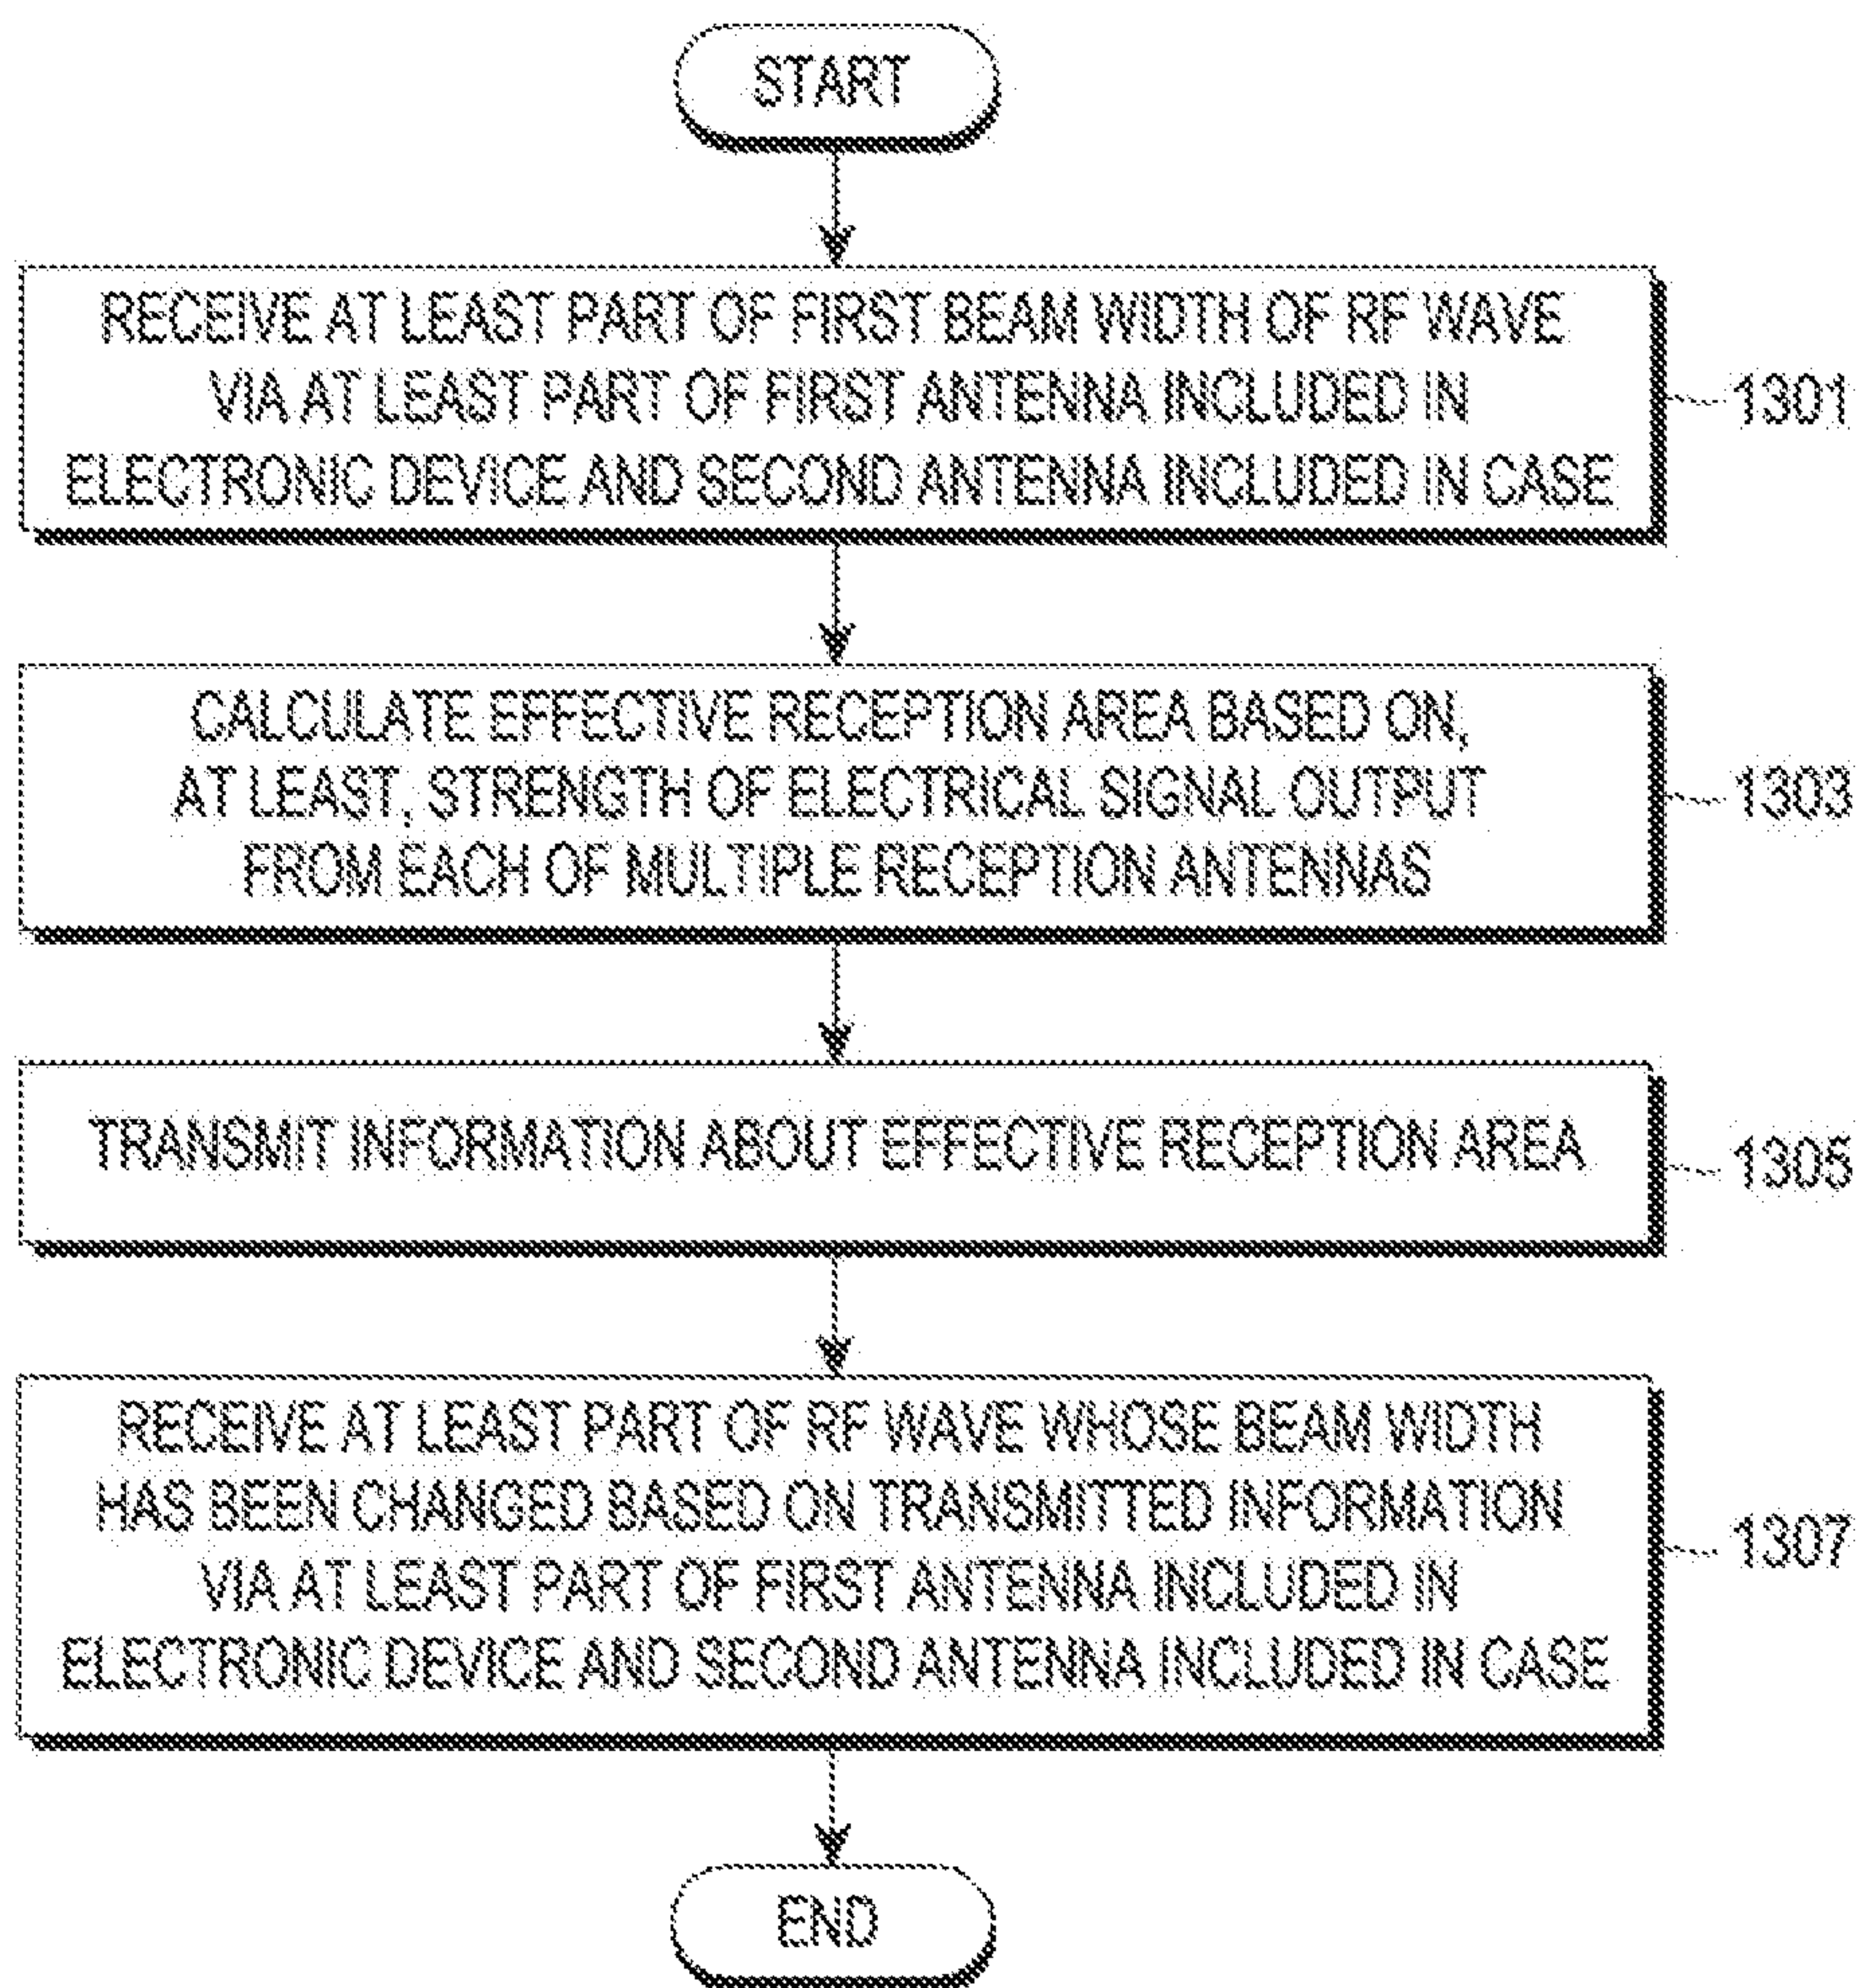 START
RECEIVE AT LEAST PART OF FIRST BEAM WIDTH OF RF WAVE
VIA AT LEAST PART OF FIRST ANTENNA INCLUDED IN
ELECTRONIC DEVICE AND SECOND ANTENNA INCLUDED IN CASE
1301
CALCULATE EFFECTIVE RECEPTION AREA BASED ON,
AT LEAST, STRENGTH OF ELECTRICAL SIGNAL OUTPUT
FROM EACH OF MULTIPLE RECEPTION ANTENNAS
1303
TRANSMIT INFORMATION ABOUT EFFECTIVE RECEPTION AREA
1305
RECEIVE AT LEAST PART OF RF WAVE WHOSE BEAM WIDTH
HAS BEEN CHANGED BASED ON TRANSMITTED INFORMATION
VIA AT LEAST PART OF FIRST ANTENNA INCLUDED IN
ELECTRONIC DEVICE AND SECOND ANTENNA INCLUDED IN CASE
1307
END